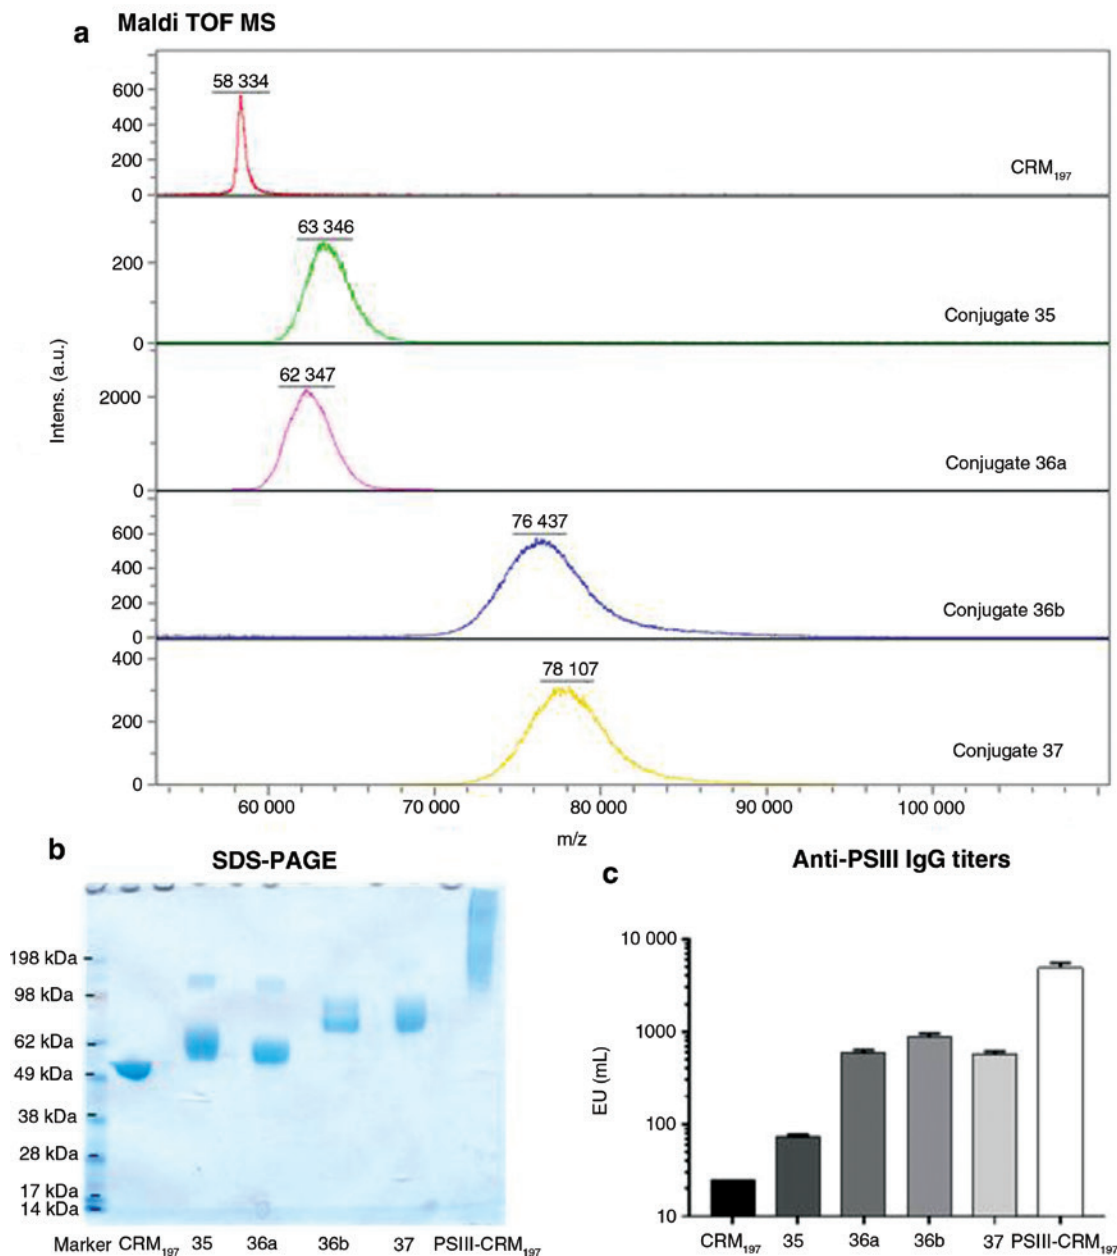 a Maldi TOF MS
58 334
600
400
200
0
CRM197
63 346
200
0
Conjugate 35
62 347
2000
0
Conjugate 36a
Intens. (a.u.)
76 437
600
400
200
0
Conjugate 36b
78 107
400
200
0
Conjugate 37
60 000 70 000 80 000 90 000 100 000
m/z
b SDS-PAGE
198 kDa
98 kDa
62 kDa
49 kDa
38 kDa
28 kDa
17 kDa
14 kDa
Marker CRM197 35 36a 36b 37 PSIII-CRM197
c Anti-PSIII IgG titers
10 000
1000
100
10
EU (mL)
CRM197 35 36a 36b 37 PSIII-CRM197